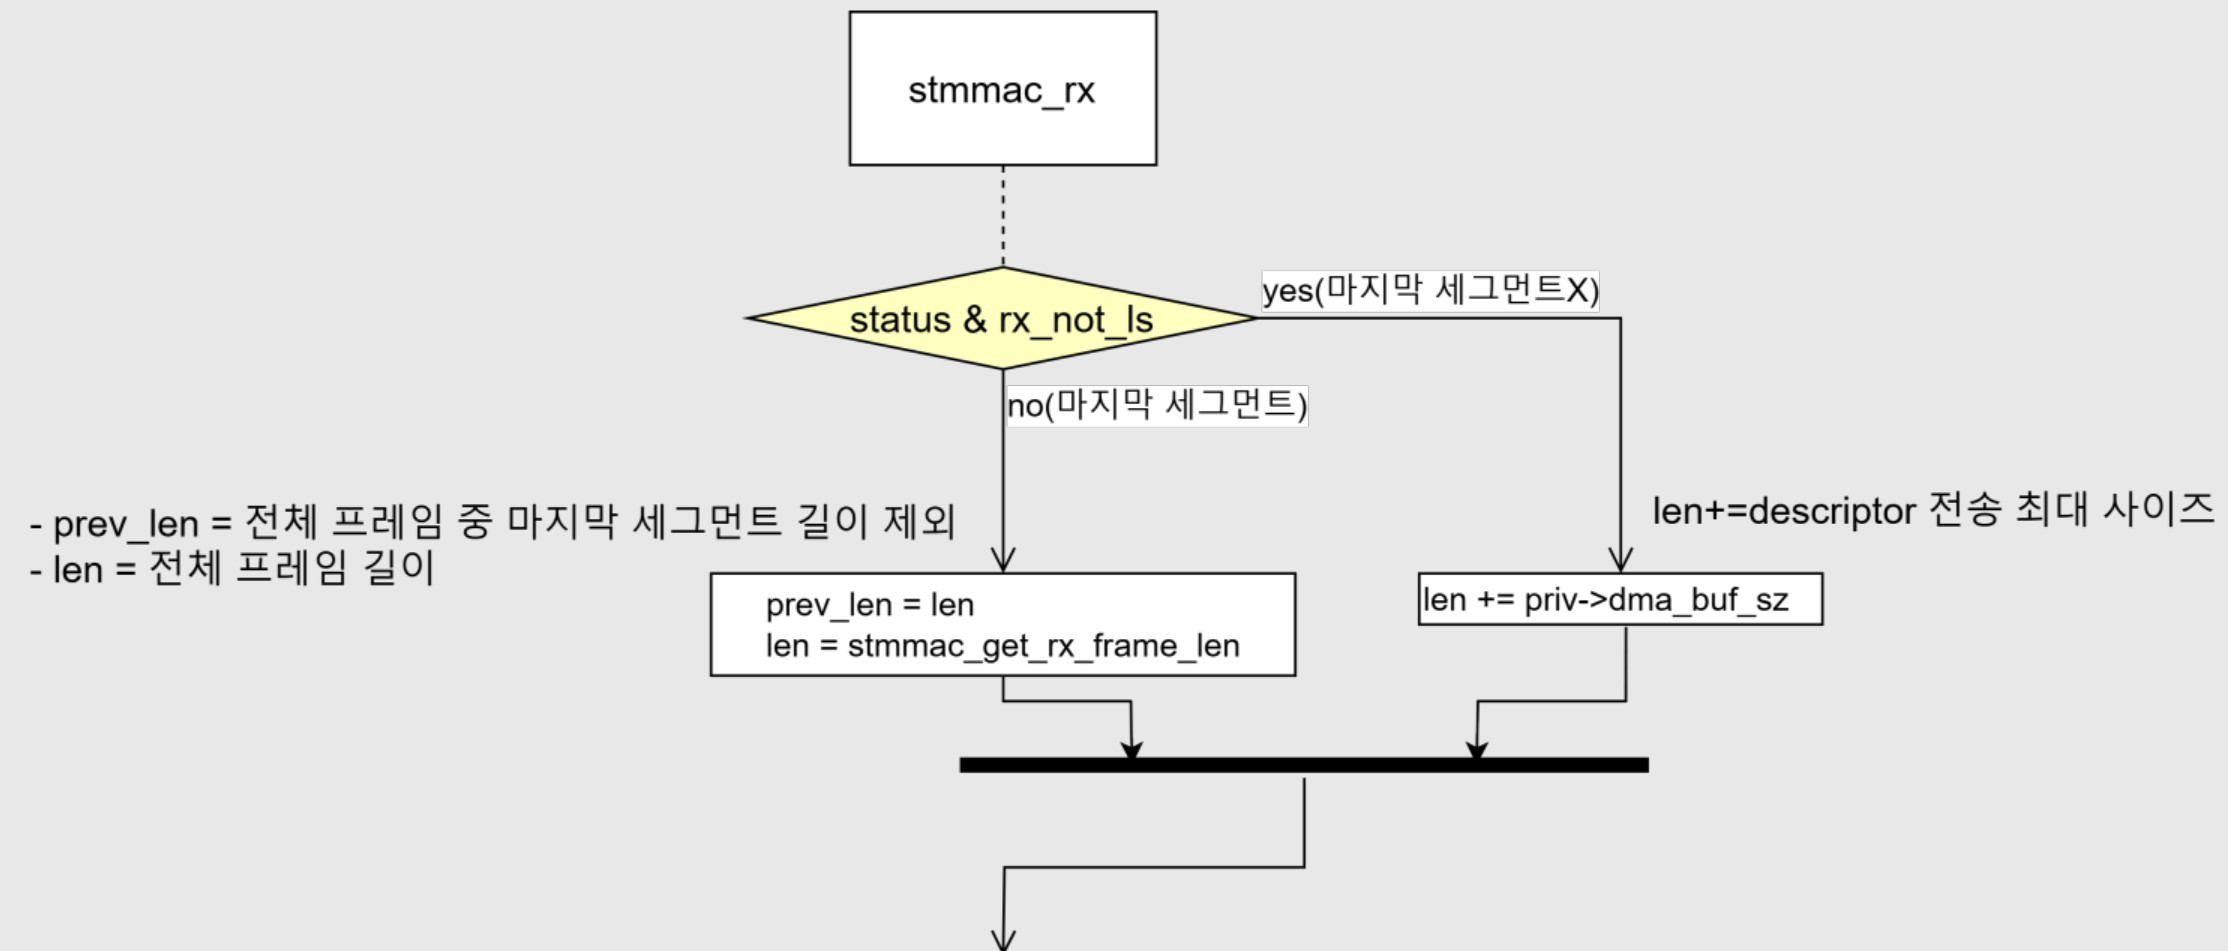 stmmac_rx
status & rx_not_ls
yes(마지막 세그먼트X)
no(마지막 세그먼트)
- prev_len = 전체 프레임 중 마지막 세그먼트 길이 제외
- len = 전체 프레임 길이
len+=descriptor 전송 최대 사이즈
prev_len = len
len = stmmac_get_rx_frame_len
len += priv->dma_buf_sz